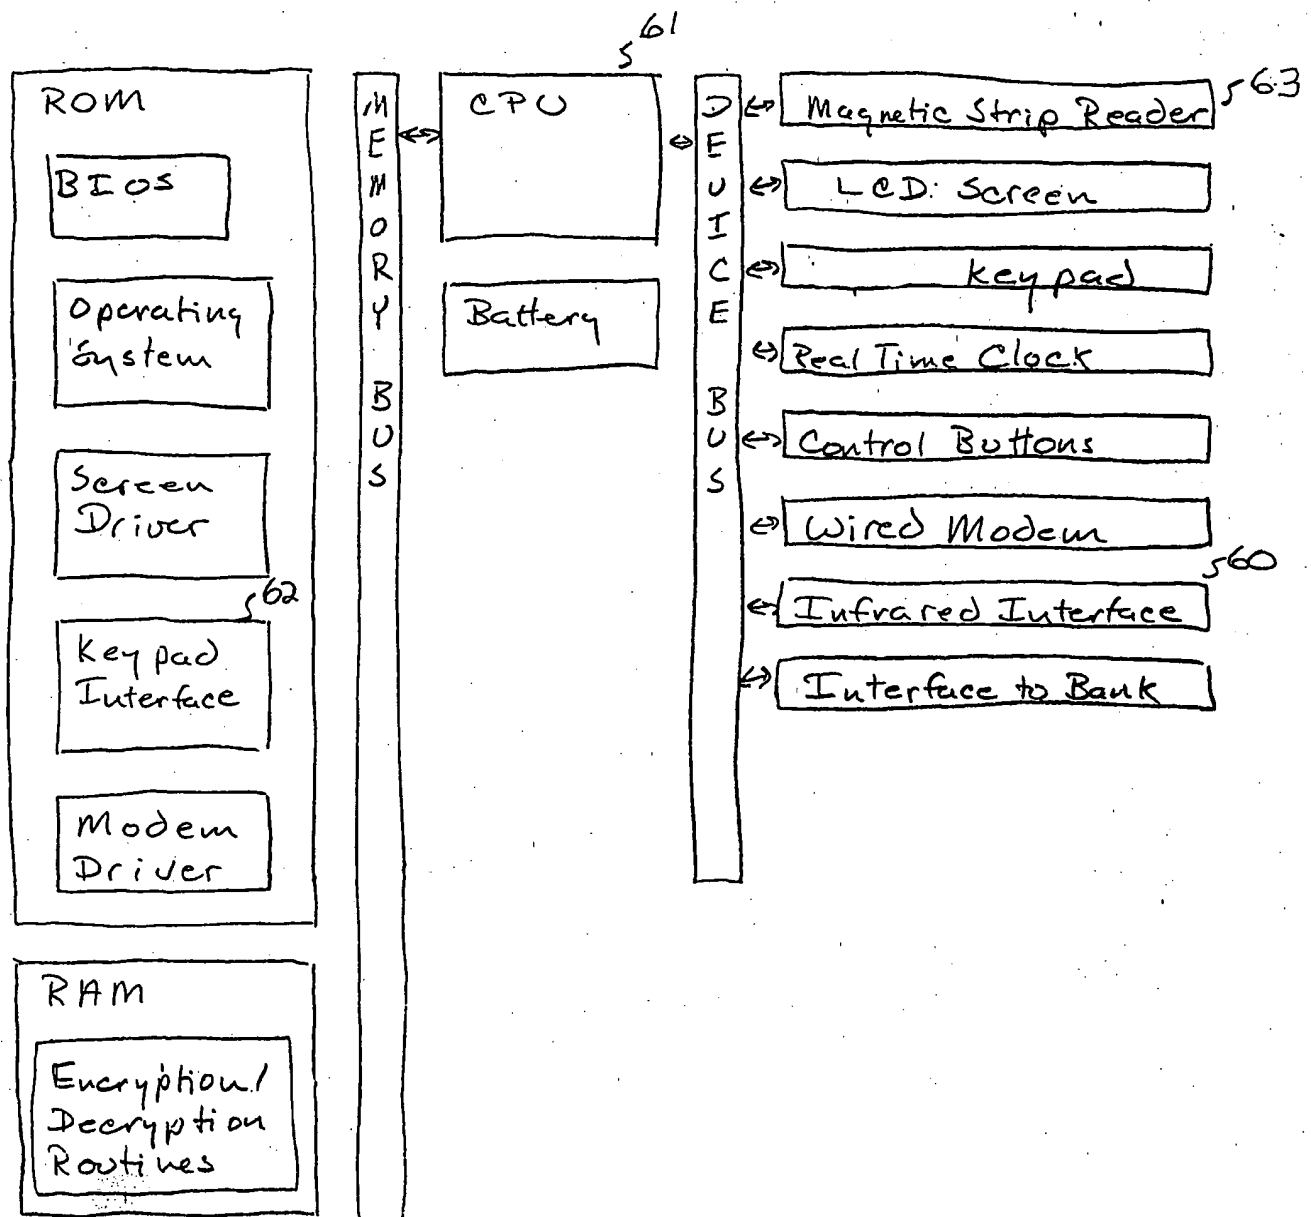 ROM
BIOS
Operating
System
Screen
Driver
62
Keypad
Interface
Modem
Driver
RAM
Encryption/
Decryption
Routines
MEMORY BUS
61
CPU
Battery
DEVICE BUS
63
Magnetic Strip Reader
LCD Screen
Keypad
Real Time Clock
Control Buttons
Wired Modem
60
Infrared Interface
Interface to Bank